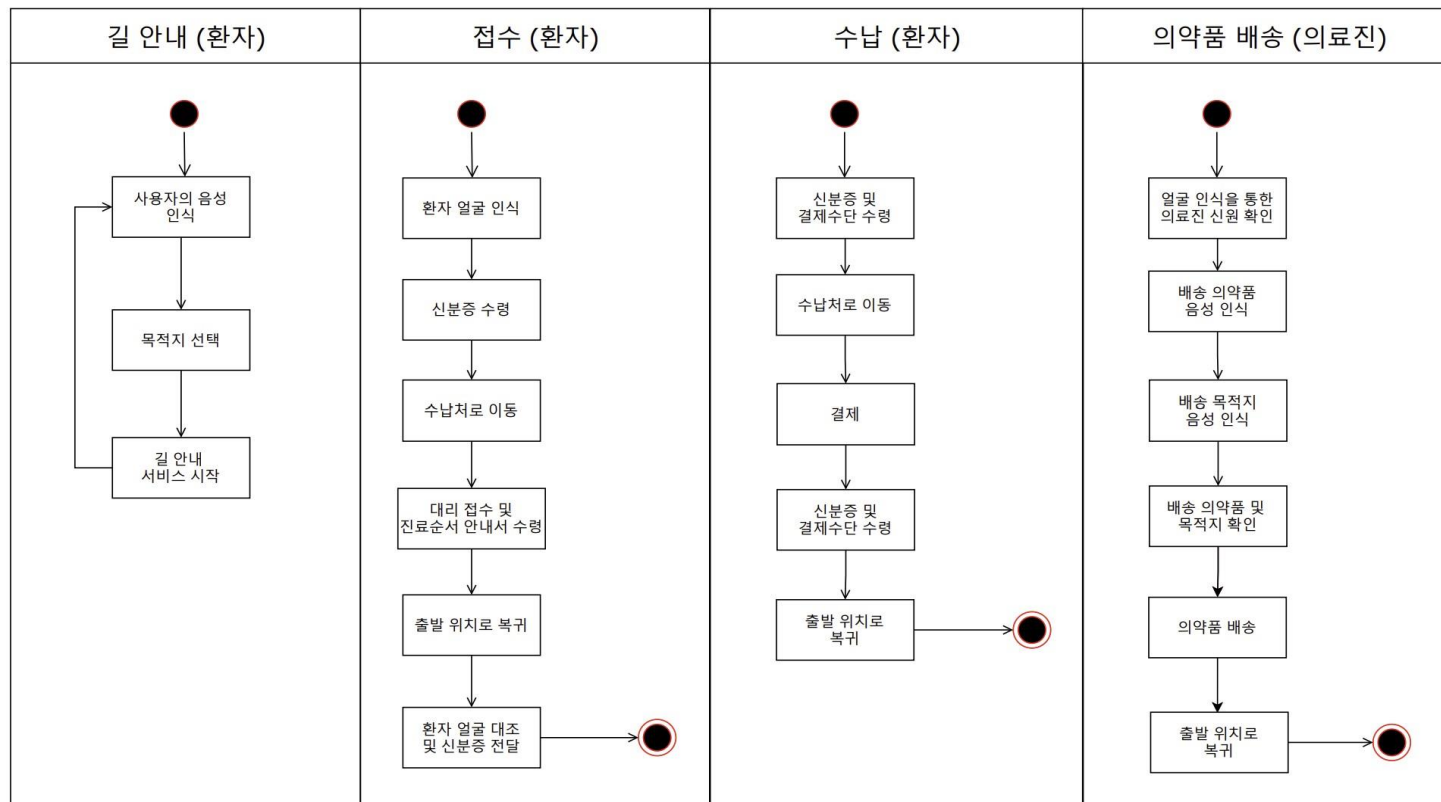 길 안내 (환자)
사용자의 음성
인식
목적지 선택
길 안내
서비스 시작
접수 (환자)
환자 얼굴 인식
신분증 수령
수납처로 이동
대리 접수 및
진료순서 안내서 수령
출발 위치로 복귀
환자 얼굴 대조
및 신분증 전달
수납 (환자)
신분증 및
결제수단 수령
수납처로 이동
결제
신분증 및
결제수단 수령
출발 위치로
복귀
의약품 배송 (의료진)
얼굴 인식을 통한
의료진 신원 확인
배송 의약품
음성 인식
배송 목적지
음성 인식
배송 의약품 및
목적지 확인
의약품 배송
출발 위치로
복귀